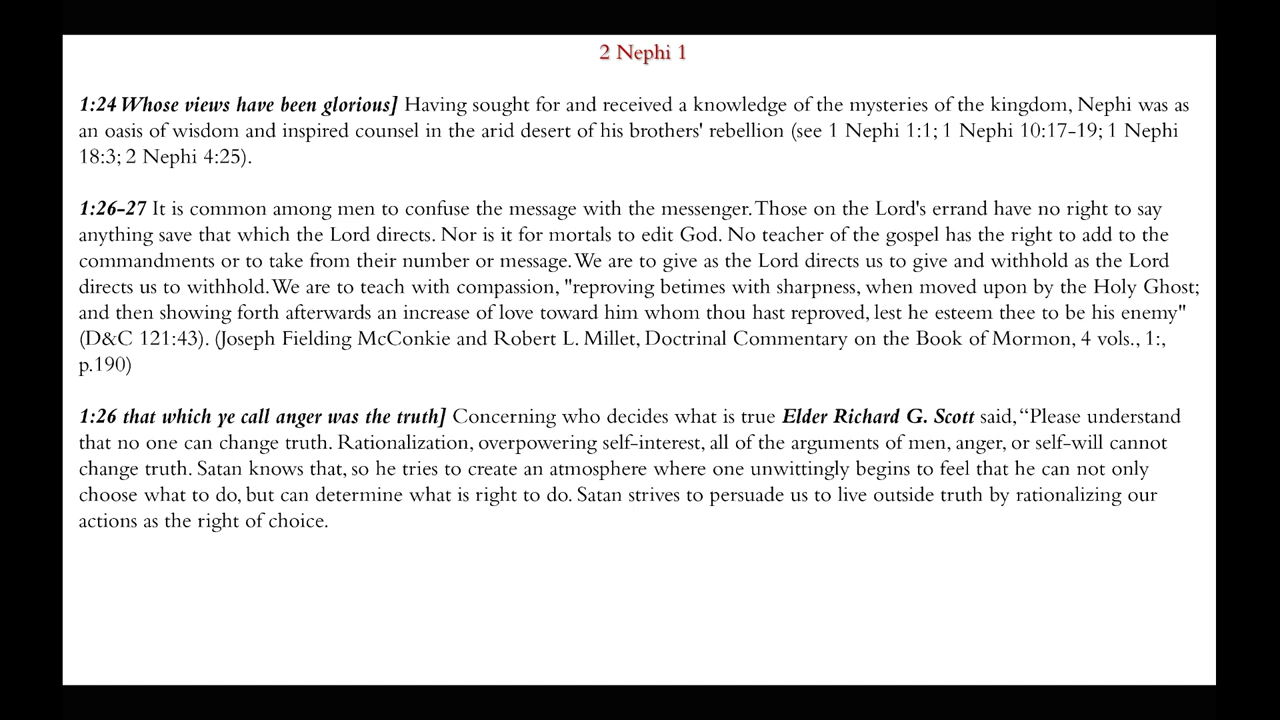 2 Nephi 1
1:24 Whose views have been glorious] Having sought for and received a knowledge of the mysteries of the kingdom, Nephi was as
an oasis of wisdom and inspired counsel in the arid desert of his brothers' rebellion (see 1 Nephi 1:1; 1 Nephi 10:17-19; 1 Nephi
18:3; 2 Nephi 4:25).
1:26-27 It is common among men to confuse the message with the messenger. Those on the Lord's errand have no right to say
anything save that which the Lord directs. Nor is it for mortals to edit God. No teacher of the gospel has the right to add to the
commandments or to take from their number or message. We are to give as the Lord directs us to give and withhold as the Lord
directs us to withhold. We are to teach with compassion, "reproving betimes with sharpness, when moved upon by the Holy Ghost;
and then showing forth afterwards an increase of love toward him whom thou hast reproved, lest he esteem thee to be his enemy"
(D&C 121:43). (Joseph Fielding McConkie and Robert L. Millet, Doctrinal Commentary on the Book of Mormon, 4 vols., 1:,
p.190)
1:26 that which ye call anger was the truth] Concerning who decides what is true Elder Richard G. Scott said, “Please understand
that no one can change truth. Rationalization, overpowering self-interest, all of the arguments of men, anger, or self-will cannot
change truth. Satan knows that, so he tries to create an atmosphere where one unwittingly begins to feel that he can not only
choose what to do, but can determine what is right to do. Satan strives to persuade us to live outside truth by rationalizing our
actions as the right of choice.